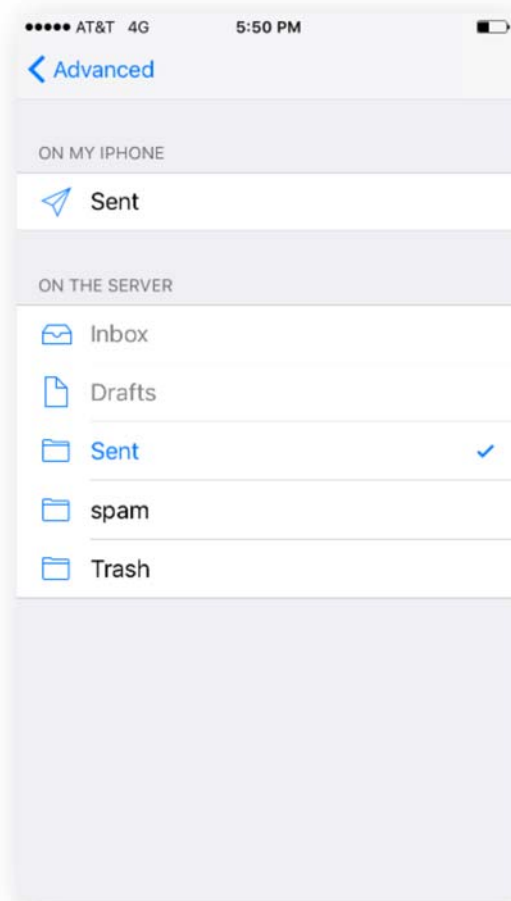 AT&T 4G 5:50 PM
Advanced
ON MY IPHONE
Sent
ON THE SERVER
Inbox
Drafts
Sent
spam
Trash